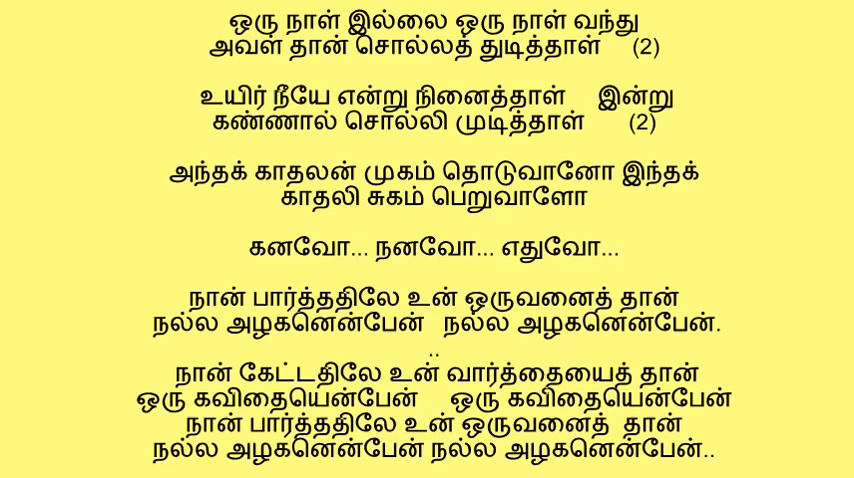 ஒரு நாள் இல்லை ஒரு நாள் வந்து
அவள் தான் சொல்லத் துடித்தாள் (2)
உயிர் நீயே என்று நினைத்தாள் இன்று
கண்ணால் சொல்லி முடித்தாள் (2)
அந்தக் காதலன் முகம் தொடுவானோ இந்தக்
காதலி சுகம் பெறுவாளோ
கனவோ... நனவோ... எதுவோ...
நான் பார்த்ததிலே உன் ஒருவனைத் தான்
நல்ல அழகனென்பேன் நல்ல அழகனென்பேன்.
..
நான் கேட்டதிலே உன் வார்த்தையைத் தான்
ஒரு கவிதையென்பேன் ஒரு கவிதையென்பேன்
நான் பார்த்ததிலே உன் ஒருவனைத் தான்
நல்ல அழகனென்பேன் நல்ல அழகனென்பேன்..